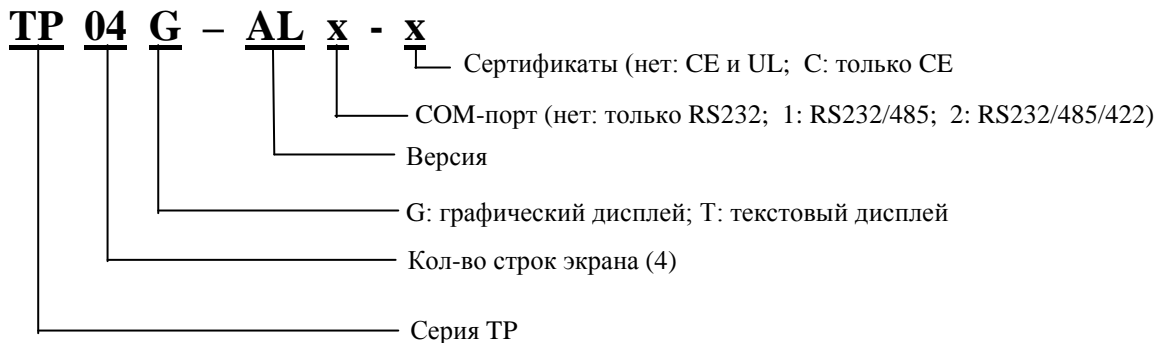 TP 04 G – AL x - x
Сертификаты (нет: CE и UL; C: только CE
COM-порт (нет: только RS232; 1: RS232/485; 2: RS232/485/422)
Версия
G: графический дисплей; T: текстовый дисплей
Кол-во строк экрана (4)
Серия TP